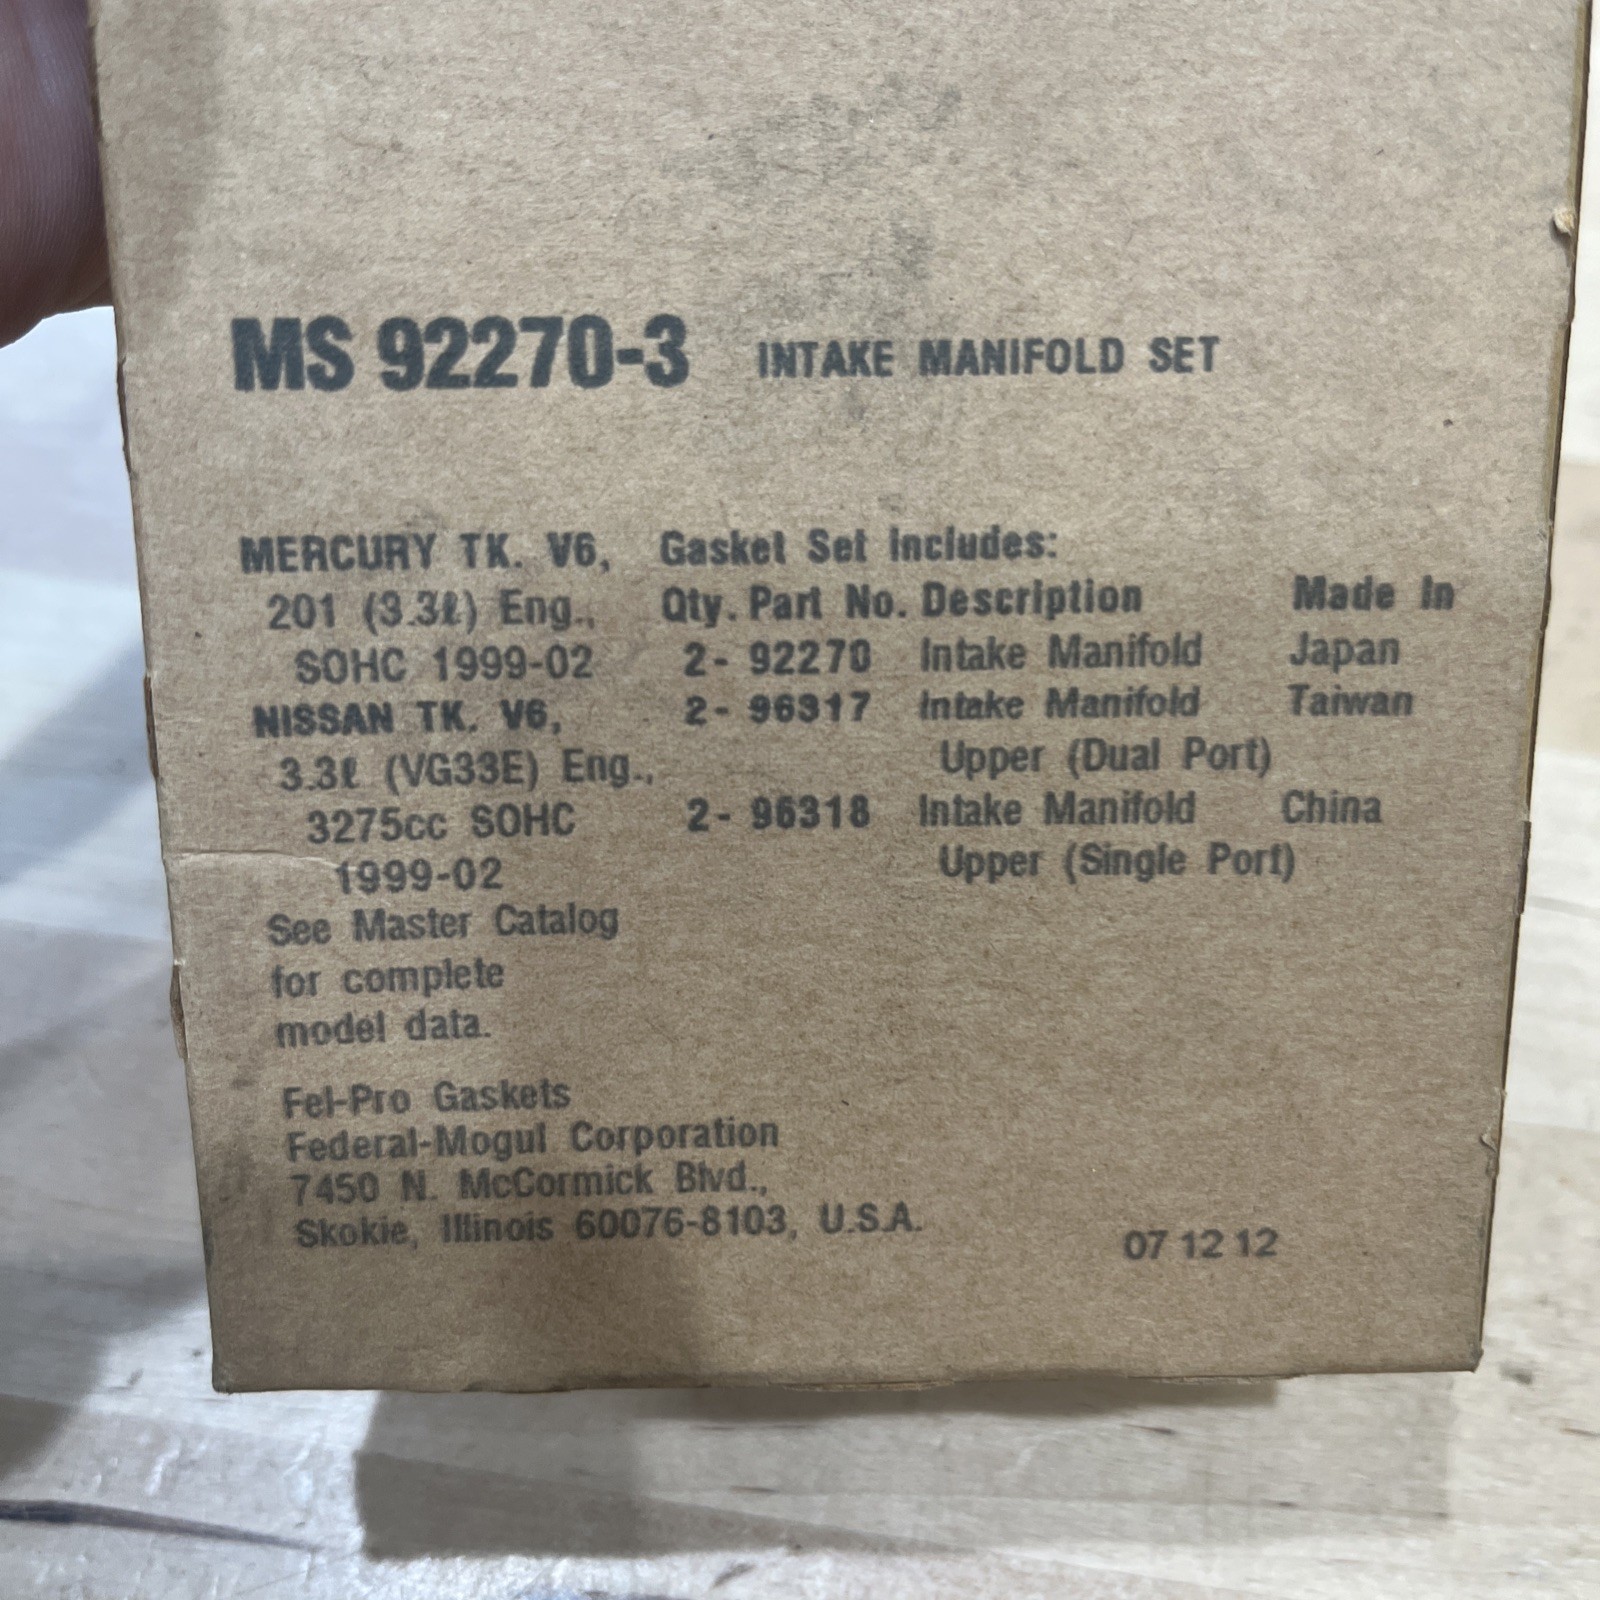 MS 92270-3 INTAKE MANIFOLD SET
MERCURY TK. V6, Gasket Set includes:
201 (3.3ℓ) Eng., Qty. Part No. Description Made In
SOHC 1999-02 2- 92270 Intake Manifold Japan
NISSAN TK. V6, 2- 96317 Intake Manifold Taiwan
3.3ℓ (VG33E) Eng., Upper (Dual Port)
3275cc SOHC 2- 96318 Intake Manifold China
1999-02 Upper (Single Port)
See Master Catalog
for complete
model data.
Fel-Pro Gaskets
Federal-Mogul Corporation
7450 N. McCormick Blvd.,
Skokie, Illinois 60076-8103, U.S.A.
07 12 12